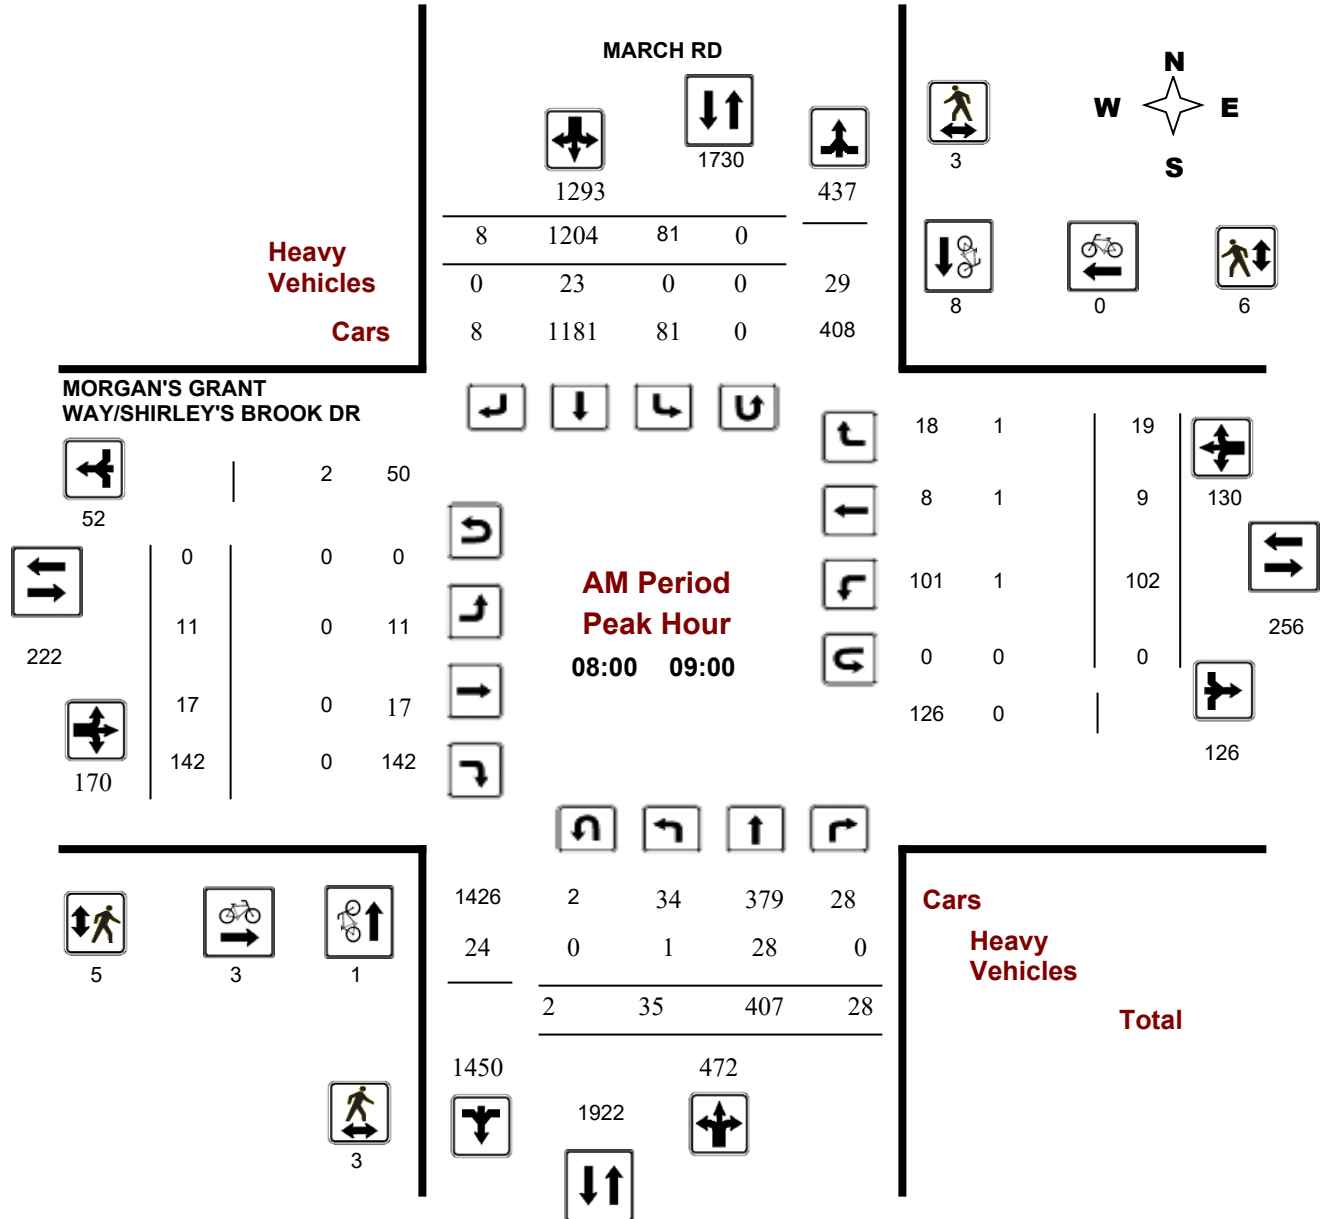 MARCH RD
N
W E
S
1293 1730 437 3
8 1204 81 0
Heavy
Vehicles 0 23 0 0 29
8 0 6
Cars 8 1181 81 0 408
MORGAN'S GRANT
WAY/SHIRLEY'S BROOK DR
18 1 19
2 50
52
8 1 9 130
0 0 0
AM Period
101 1 102
11 0 11
Peak Hour
256
222
08:00 09:00
0 0 0
17 0 17
126 0
142 0 142
170
126
1426 2 34 379 28
Cars
24 0 1 28 0
Heavy
Vehicles
5 3 1
2 35 407 28
Total
1450 472
1922
3